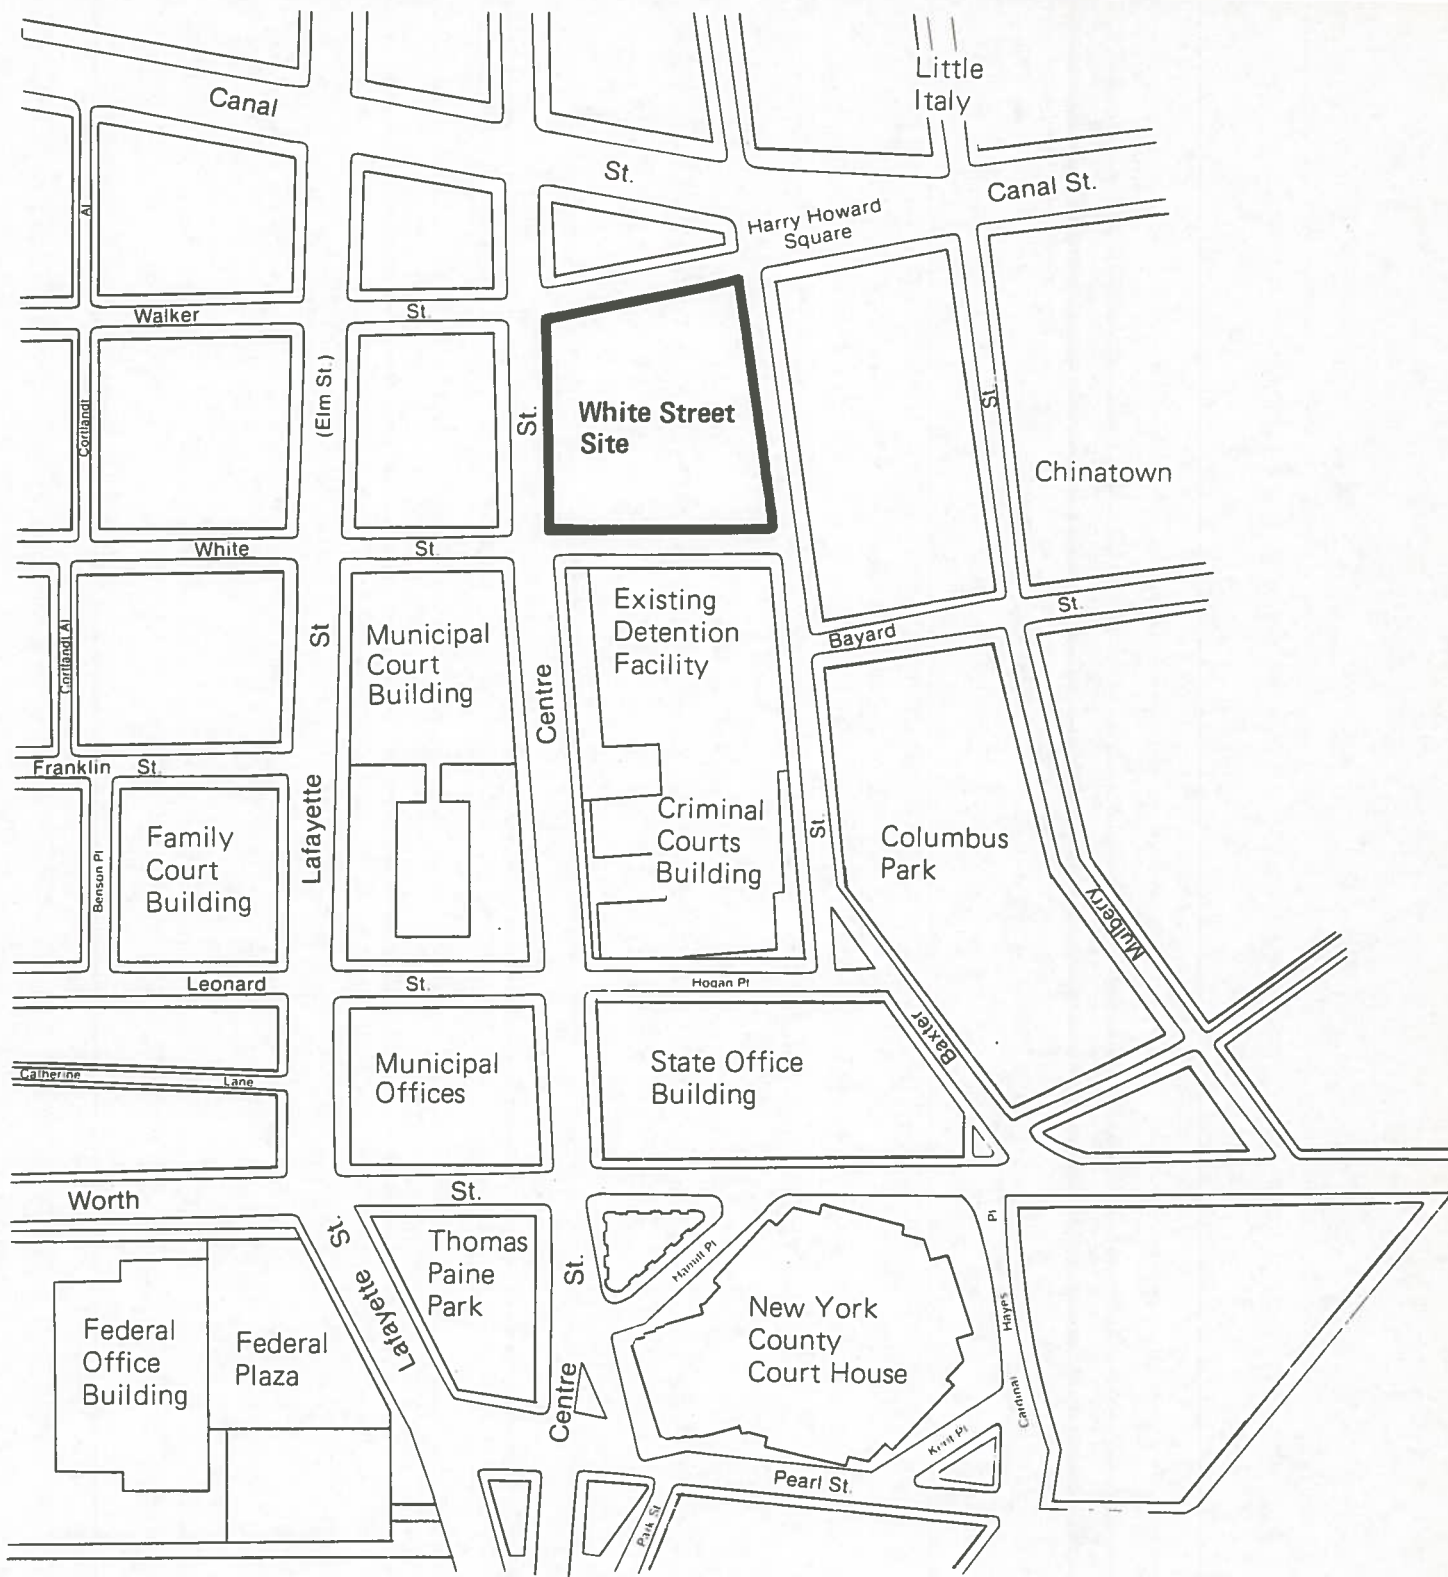 Little
Italy
Canal
St.
Canal St.
Harry Howard
Square
Al
Walker
St.
(Elm St.)
Cortlandt
St.
White Street
Site
St.
Chinatown
White
St.
St.
Bayard
Existing
Detention
Facility
Municipal
Court
Building
St
Cortlandt Al
Centre
Franklin
St.
Lafayette
Family
Court
Building
Benson Pl
Criminal
Courts
Building
St.
Columbus
Park
Mulberry
Leonard
St.
Hogan Pl
Baxter
Catherine
Lane
Municipal
Offices
State Office
Building
Worth
St.
St.
Lafayette
Thomas
Paine
Park
St.
Centre
Hamill Pl
Pl
Hayes
Cardinal
New York
County
Court House
Federal
Office
Building
Federal
Plaza
Kent Pl
Pearl St.
Park St